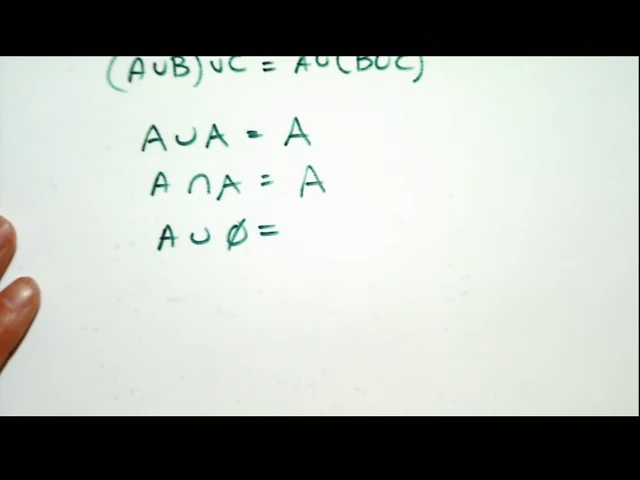 (A∪B)∪C = A∪(B∪C)
A∪A = A
A∩A = A
A∪∅=